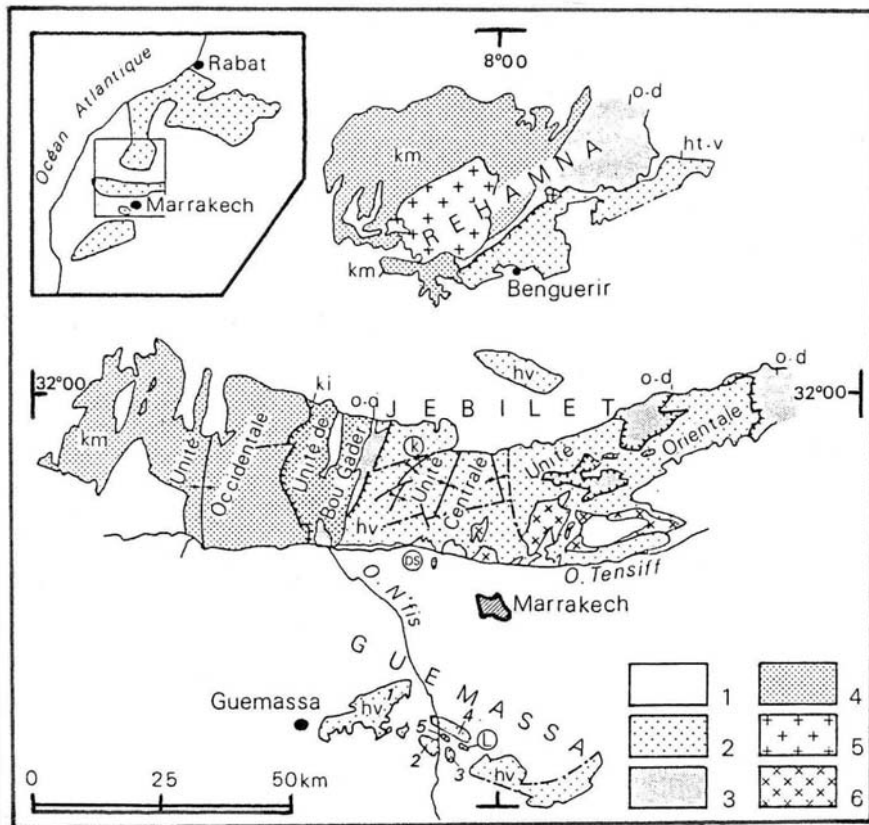 Océan Atlantique
Rabat
Marrakech
8°00
o-d
ht-v
km
REHAMNA
km
Benguerir
hv
o-d
o-d
32°00
32°00
ki
JEBILET
km
Unité Occidentale
Unité de Bou Gader
k
Unité Centrale
Unité Orientale
hv
DS
O. Tensiff
O. N'fis
Marrakech
GUEMASSA
Guemassa
1
hv
4
5
L
2
3
hv
0 25 50km
1
4
2
5
3
6